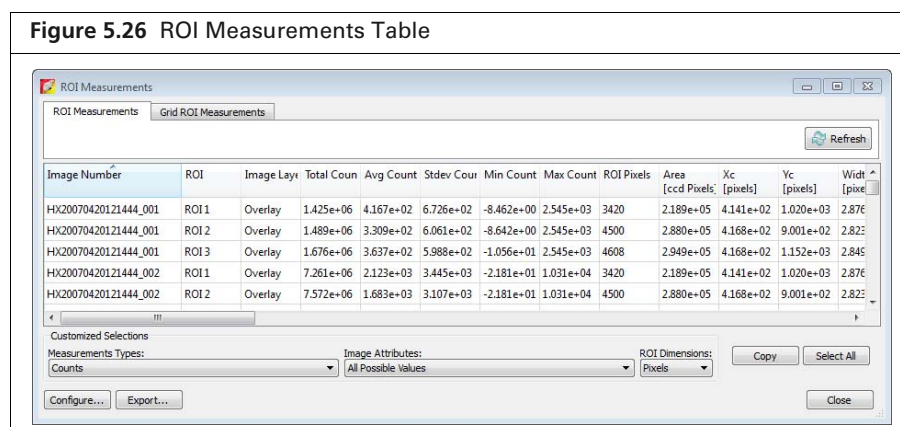 Figure 5.26 ROI Measurements Table
ROI Measurements
ROI Measurements Grid ROI Measurements
Refresh
Image Number ROI Image Laye Total Coun Avg Count Stdev Coun Min Count Max Count ROI Pixels Area [ccd Pixels] Xc [pixels] Yc [pixels] Widt [pixe
HX20070420121444_001 ROI 1 Overlay 1.425e+06 4.167e+02 6.726e+02 -8.462e+00 2.545e+03 3420 2.189e+05 4.141e+02 1.020e+03 2.876
HX20070420121444_001 ROI 2 Overlay 1.489e+06 3.309e+02 6.061e+02 -8.642e+00 2.545e+03 4500 2.880e+05 4.168e+02 9.001e+02 2.823
HX20070420121444_001 ROI 3 Overlay 1.676e+06 3.637e+02 5.988e+02 -1.056e+01 2.545e+03 4608 2.949e+05 4.168e+02 1.152e+03 2.849
HX20070420121444_002 ROI 1 Overlay 7.261e+06 2.123e+03 3.445e+03 -2.181e+01 1.031e+04 3420 2.189e+05 4.141e+02 1.020e+03 2.876
HX20070420121444_002 ROI 2 Overlay 7.572e+06 1.683e+03 3.107e+03 -2.181e+01 1.031e+04 4500 2.880e+05 4.168e+02 9.001e+02 2.823
Customized Selections
Measurements Types: Image Attributes: ROI Dimensions:
Counts All Possible Values Pixels Copy Select All
Configure... Export... Close